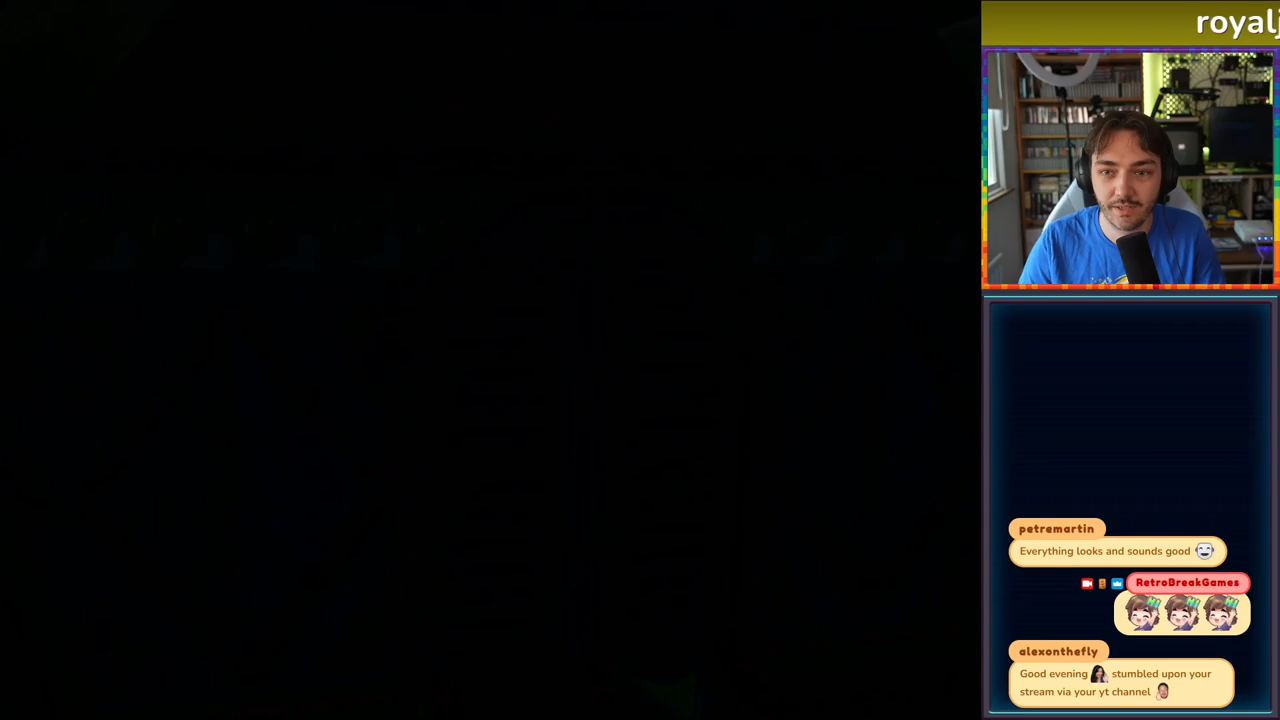 royalj
petremartin
Everything looks and sounds good
RetroBreakGames
alexonthefly
Good evening stumbled upon your
stream via your yt channel